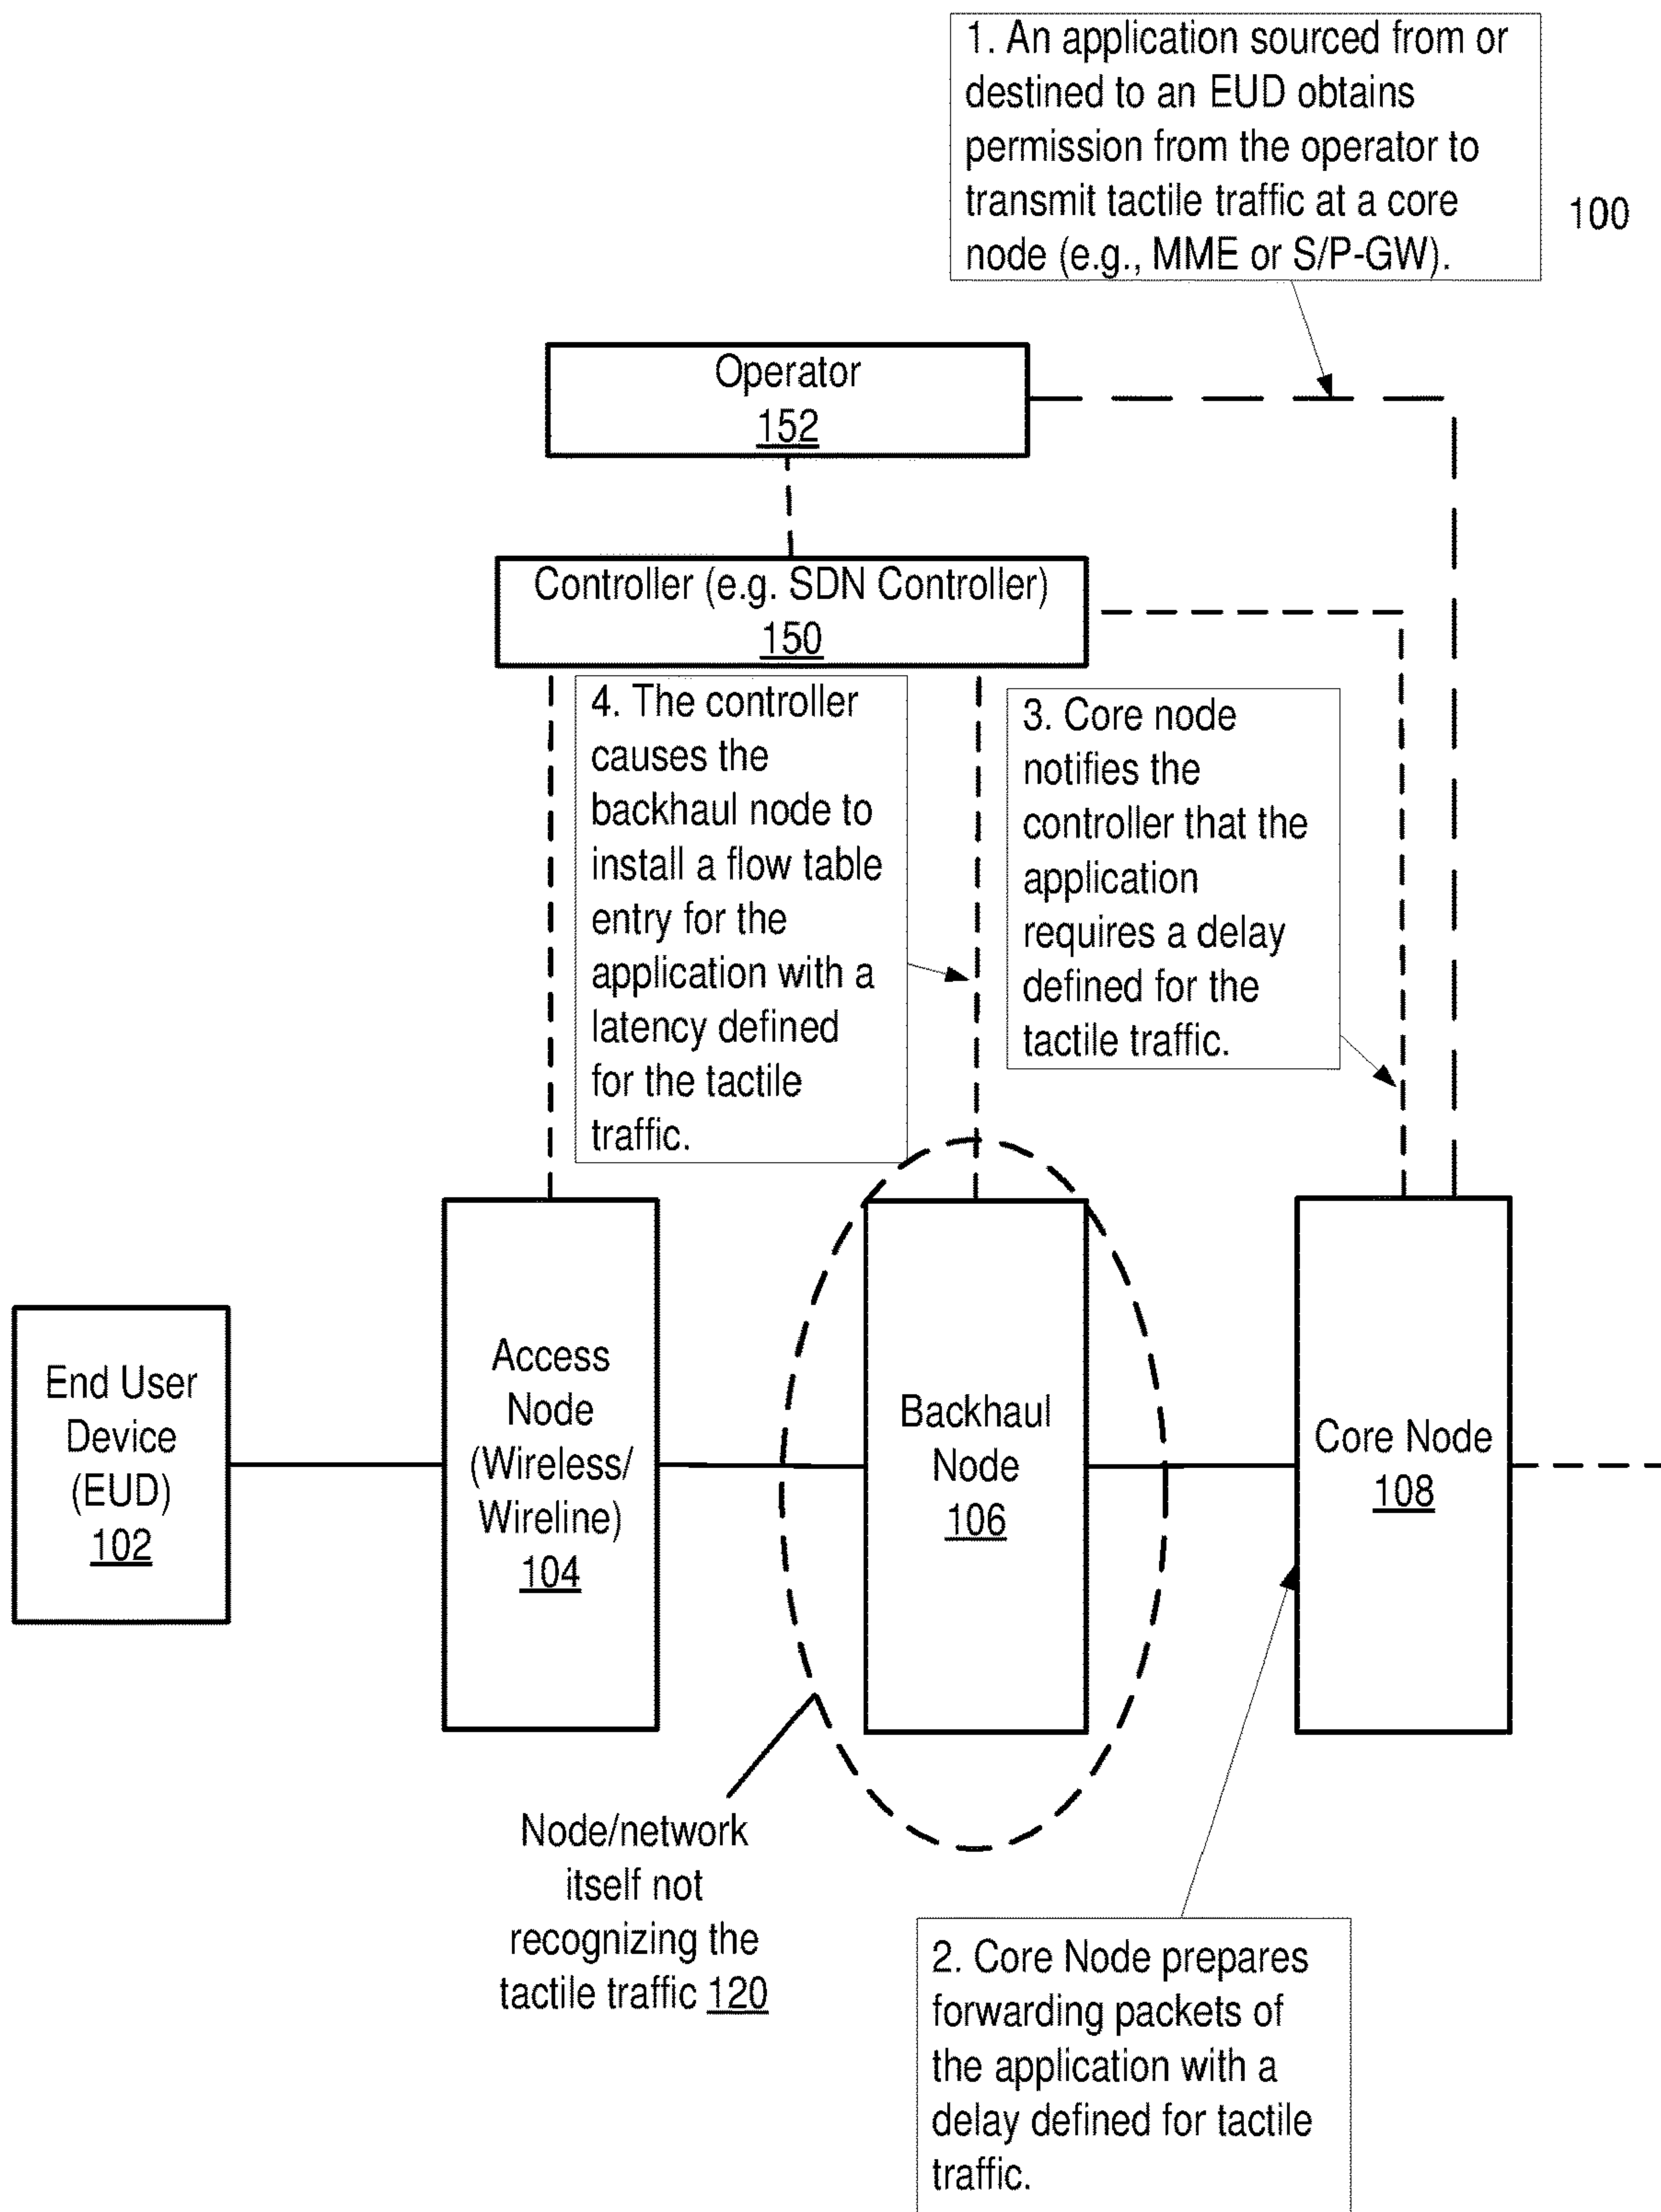 1. An application sourced from or
destined to an EUD obtains
permission from the operator to
transmit tactile traffic at a core
node (e.g., MME or S/P-GW).
100
Operator
152
Controller (e.g. SDN Controller)
150
4. The controller
causes the
backhaul node to
install a flow table
entry for the
application with a
latency defined
for the tactile
traffic.
3. Core node
notifies the
controller that the
application
requires a delay
defined for the
tactile traffic.
End User
Device
(EUD)
102
Access
Node
(Wireless/
Wireline)
104
Backhaul
Node
106
Core Node
108
Node/network
itself not
recognizing the
tactile traffic 120
2. Core Node prepares
forwarding packets of
the application with a
delay defined for tactile
traffic.